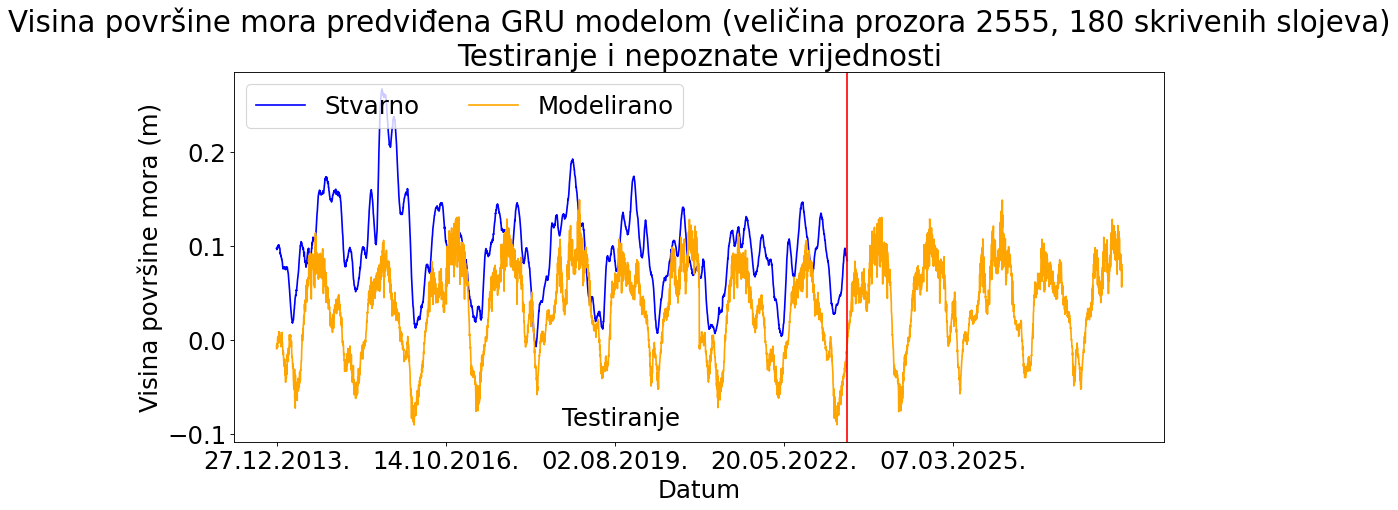 Visina površine mora predviđena GRU modelom (veličina prozora 2555, 180 skrivenih slojeva)
Testiranje i nepoznate vrijednosti
Stvarno
Modelirano
Visina površine mora (m)
0.2
0.1
0.0
−0.1
Testiranje
27.12.2013.
14.10.2016.
02.08.2019.
20.05.2022.
07.03.2025.
Datum